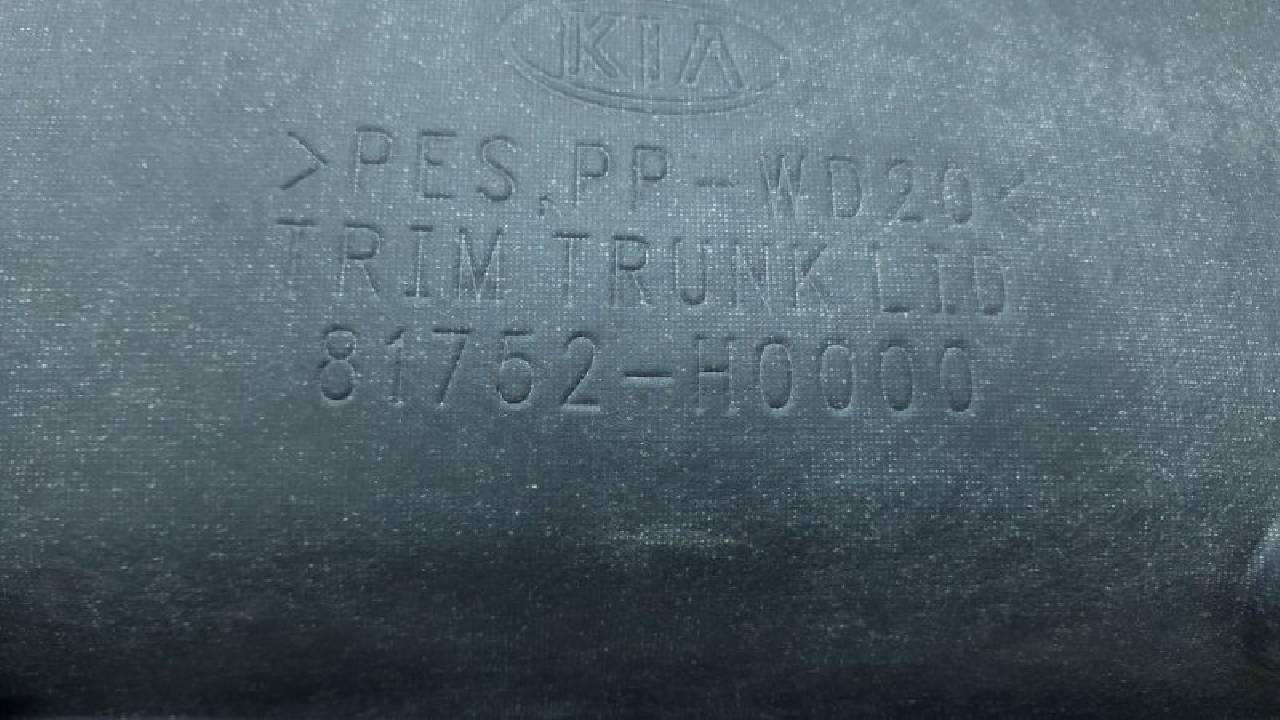 KIA
>PES,PP-WD20<
TRIM TRUNK LID
81752-H0000